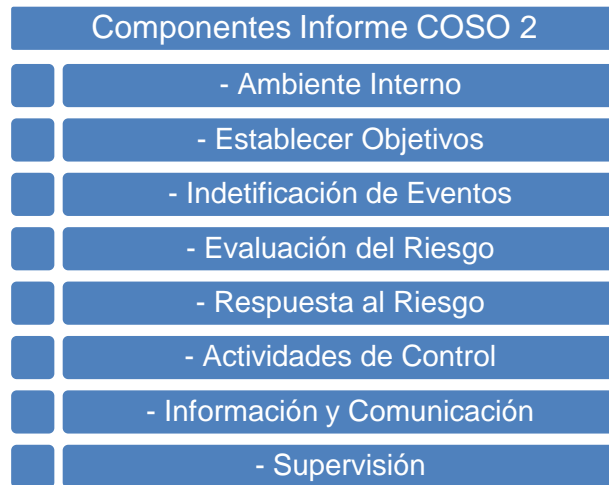 Componentes Informe COSO 2
- Ambiente Interno
- Establecer Objetivos
- Indetificación de Eventos
- Evaluación del Riesgo
- Respuesta al Riesgo
- Actividades de Control
- Información y Comunicación
- Supervisión